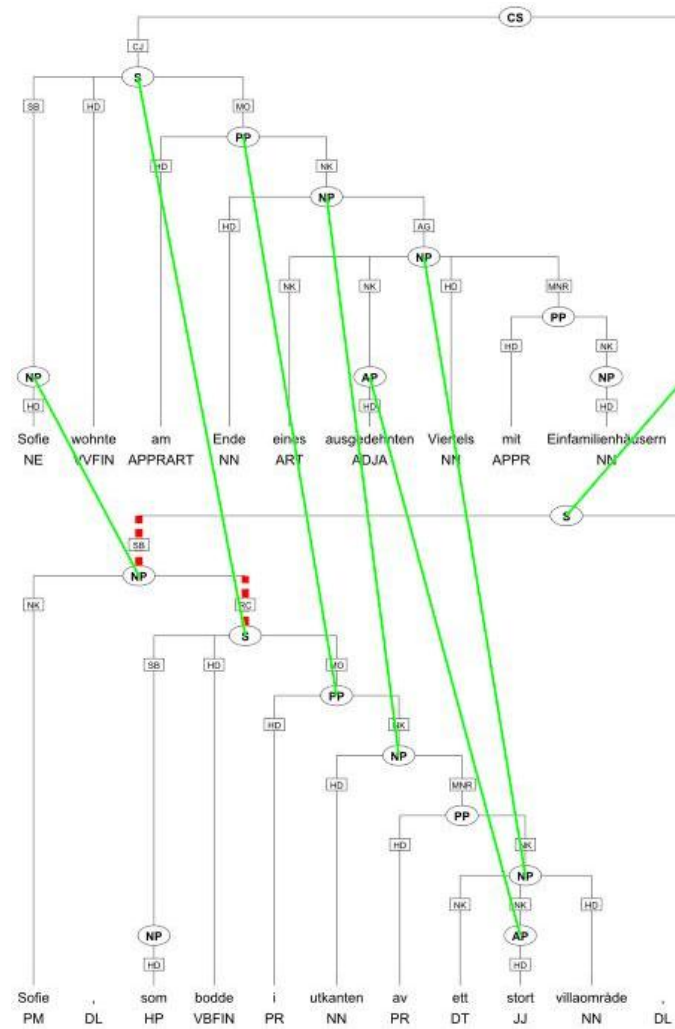 CS
CJ
S
SB HD MO
PP
HD NK
NP
HD AG
NP
NK NK HD MNR
PP
HD NK
NP AP NP
HD HD HD
Sofie wohnte am Ende eines ausgedehnten Viertels mit Einfamilienhäusern
NE VVFIN APPRART NN ART ADJA NN APPR NN
S
SB
NP
NK RC
S
SB HD MO
PP
HD NK
NP
HD MNR
PP
HD NK
NP
NK NK HD
NP AP
HD HD
Sofie , som bodde i utkanten av ett stort villaområde ,
PM DL HP VBFIN PR NN PR DT JJ NN DL